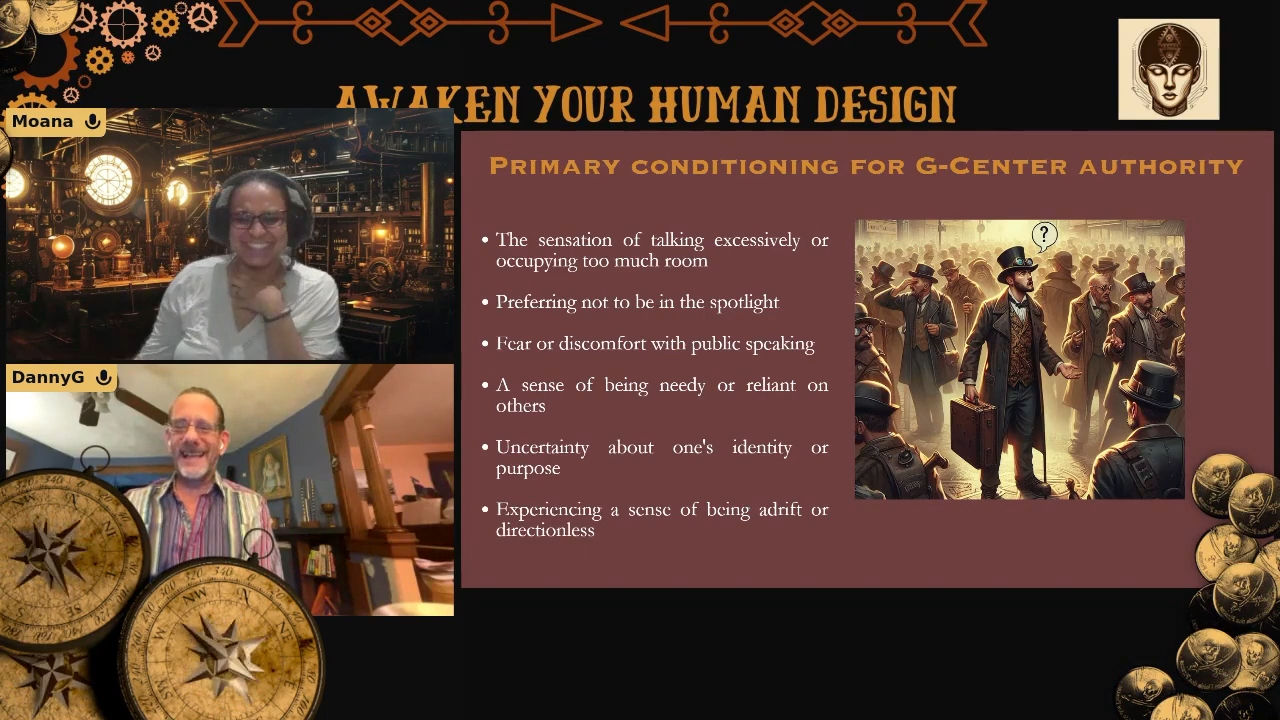 AWAKEN YOUR HUMAN DESIGN
Moana
PRIMARY CONDITIONING FOR G-CENTER AUTHORITY
• The sensation of talking excessively or
occupying too much room
• Preferring not to be in the spotlight
• Fear or discomfort with public speaking
• A sense of being needy or reliant on
others
• Uncertainty about one's identity or
purpose
• Experiencing a sense of being adrift or
directionless
?
DannyG